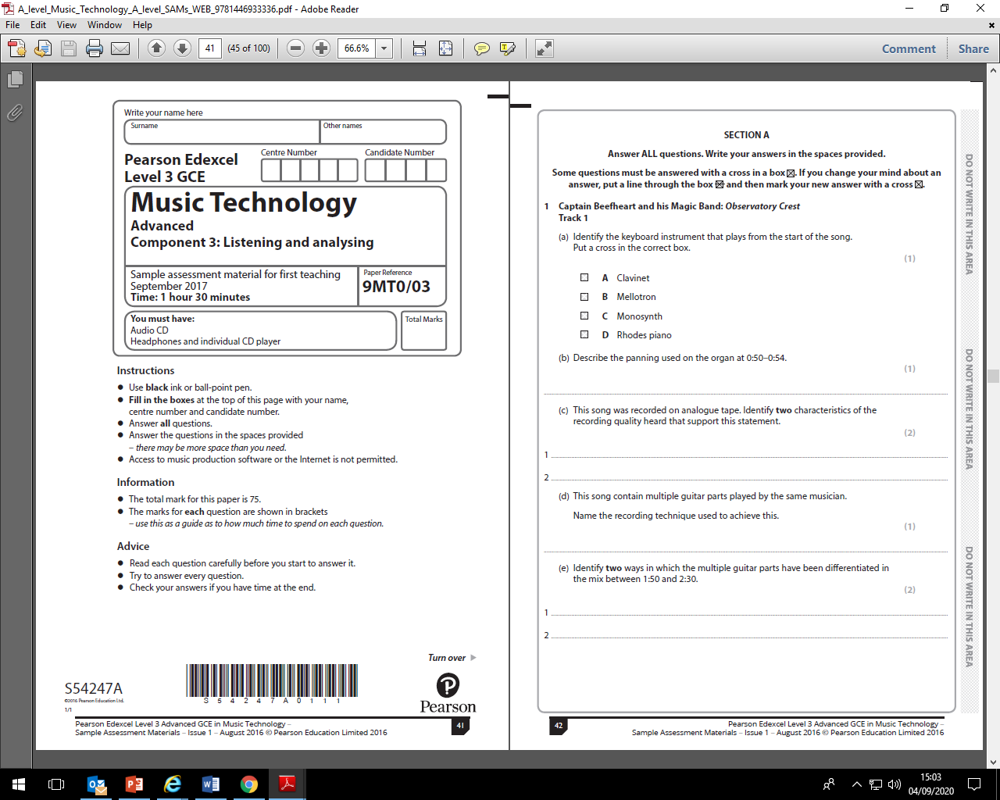 A_level_Music_Technology_A_level_SAMs_WEB_9781446933336.pdf - Adobe Reader
File Edit View Window Help
41 (45 of 100) 66.6% Comment Share
Write your name here
Surname Other names
Pearson Edexcel
Level 3 GCE
Centre Number Candidate Number
Music Technology
Advanced
Component 3: Listening and analysing
Sample assessment material for first teaching
September 2017
Time: 1 hour 30 minutes
Paper Reference
9MT0/03
You must have:
Audio CD
Headphones and individual CD player
Total Marks
Instructions
● Use black ink or ball-point pen.
● Fill in the boxes at the top of this page with your name,
centre number and candidate number.
● Answer all questions.
● Answer the questions in the spaces provided
– there may be more space than you need.
● Access to music production software or the Internet is not permitted.
Information
● The total mark for this paper is 75.
● The marks for each question are shown in brackets
– use this as a guide as to how much time to spend on each question.
Advice
● Read each question carefully before you start to answer it.
● Try to answer every question.
● Check your answers if you have time at the end.
Turn over
S54247A
©2016 Pearson Education Ltd.
1/1
S 5 4 2 4 7 A 0 1 1 1
Pearson
Pearson Edexcel Level 3 Advanced GCE in Music Technology –
Sample Assessment Materials – Issue 1 – August 2016 © Pearson Education Limited 2016
41
SECTION A
Answer ALL questions. Write your answers in the spaces provided.
Some questions must be answered with a cross in a box ☒. If you change your mind about an
answer, put a line through the box ☒ and then mark your new answer with a cross ☒.
1 Captain Beefheart and his Magic Band: Observatory Crest
Track 1
(a) Identify the keyboard instrument that plays from the start of the song.
Put a cross in the correct box.
(1)
A Clavinet
B Mellotron
C Monosynth
D Rhodes piano
(b) Describe the panning used on the organ at 0:50–0:54.
(1)
(c) This song was recorded on analogue tape. Identify two characteristics of the
recording quality heard that support this statement.
(2)
1
2
(d) This song contain multiple guitar parts played by the same musician.
Name the recording technique used to achieve this.
(1)
(e) Identify two ways in which the multiple guitar parts have been differentiated in
the mix between 1:50 and 2:30.
(2)
1
2
DO NOT WRITE IN THIS AREA
DO NOT WRITE IN THIS AREA
DO NOT WRITE IN THIS AREA
42
Pearson Edexcel Level 3 Advanced GCE in Music Technology –
Sample Assessment Materials – Issue 1 – August 2016 © Pearson Education Limited 2016
15:03
04/09/2020